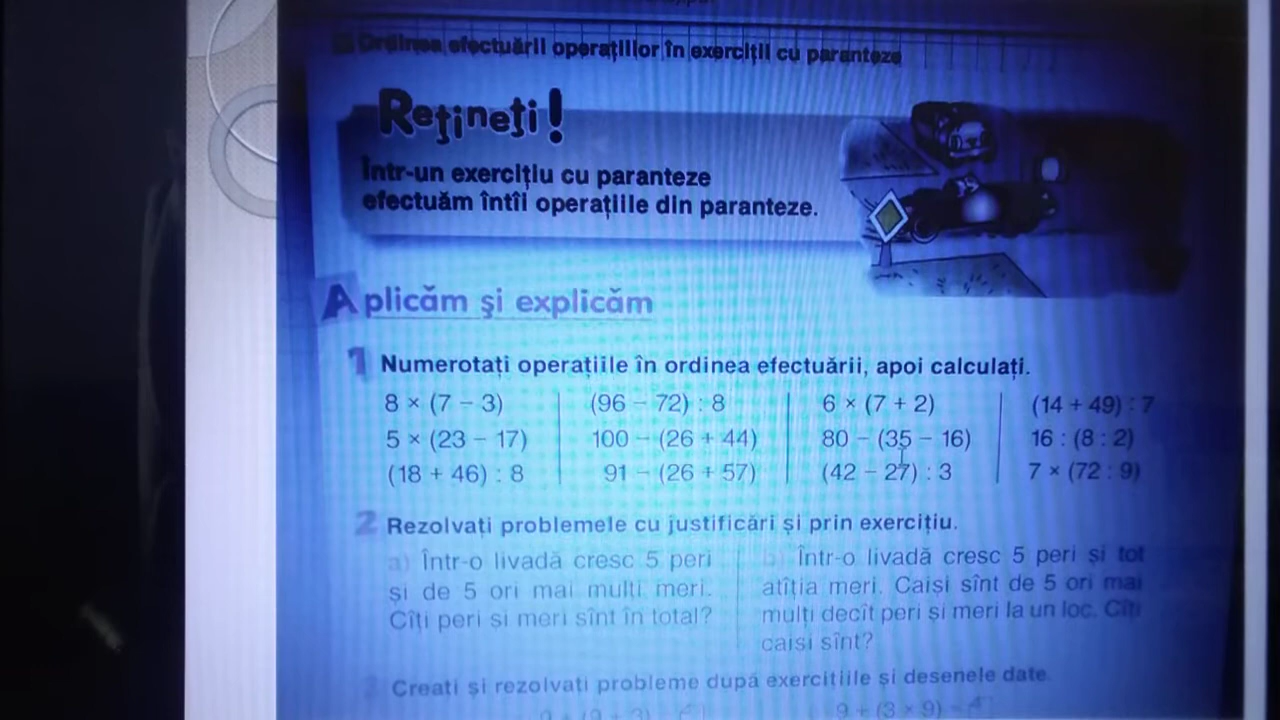 Ordinea efectuării operațiilor în exerciții cu paranteze
Rețineți!
Într-un exercițiu cu paranteze
efectuăm întîi operațiile din paranteze.
Aplicăm și explicăm
1 Numerotați operațiile în ordinea efectuării, apoi calculați.
8 × (7 − 3) (96 − 72) : 8 6 × (7 + 2) (14 + 49) : 7
5 × (23 − 17) 100 − (26 + 44) 80 − (35 − 16) 16 : (8 : 2)
(18 + 46) : 8 91 − (26 + 57) (42 − 27) : 3 7 × (72 : 9)
2 Rezolvați problemele cu justificări și prin exercițiu.
a) Într-o livadă cresc 5 peri
și de 5 ori mai mulți meri.
Cîți peri și meri sînt în total?
b) Într-o livadă cresc 5 peri și tot
atîția meri. Caiși sînt de 5 ori mai
mulți decît peri și meri la un loc. Cîți
caiși sînt?
3 Creați și rezolvați probleme după exercițiile și desenele date.
9 + (3 × 9)